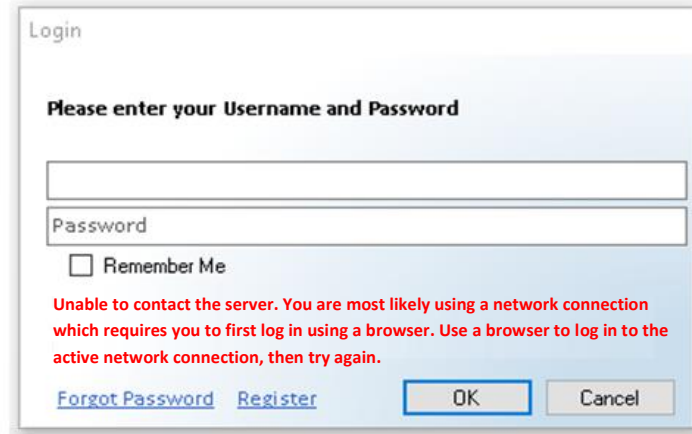 Login
Please enter your Username and Password
Password
Remember Me
Unable to contact the server. You are most likely using a network connection
which requires you to first log in using a browser. Use a browser to log in to the
active network connection, then try again.
Forgot Password Register OK Cancel